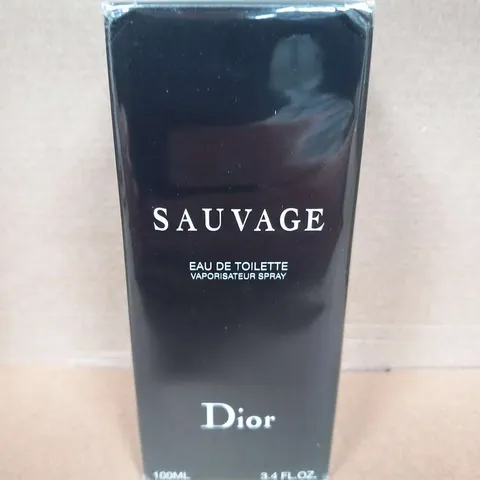 SAUVAGE
EAU DE TOILETTE
VAPORISATEUR SPRAY
Dior
100ML 3.4 FL.OZ.